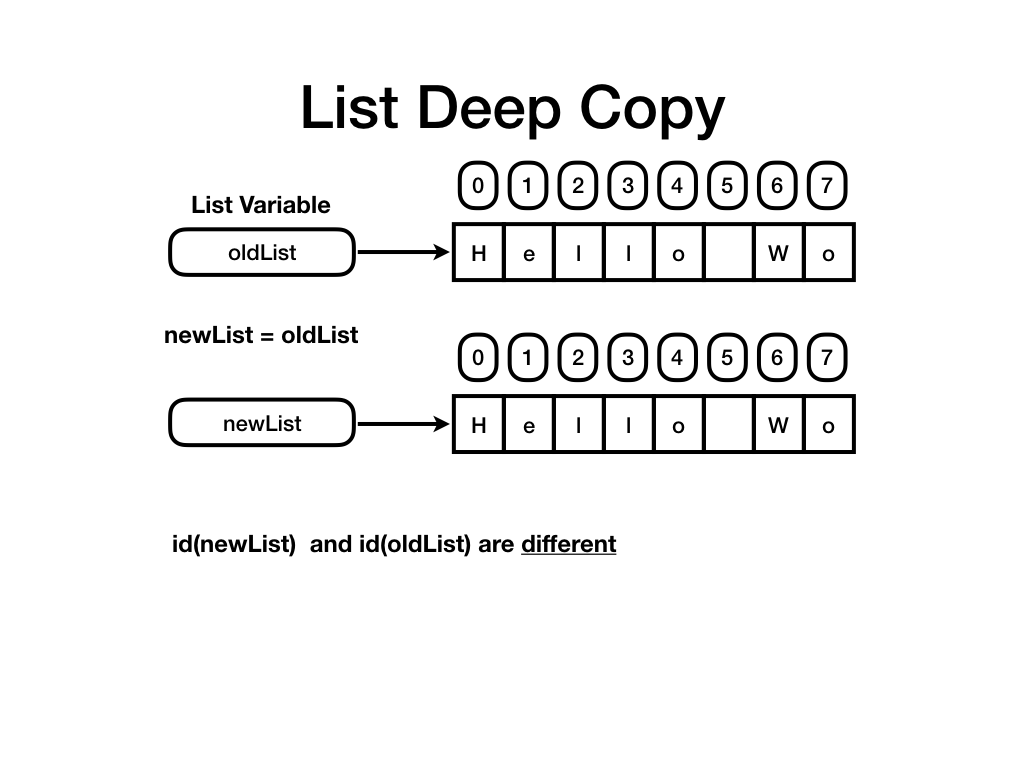 List Deep Copy
0 1 2 3 4 5 6 7
List Variable
oldList
H e l l o W o
newList = oldList
0 1 2 3 4 5 6 7
newList
H e l l o W o
id(newList)  and id(oldList) are different